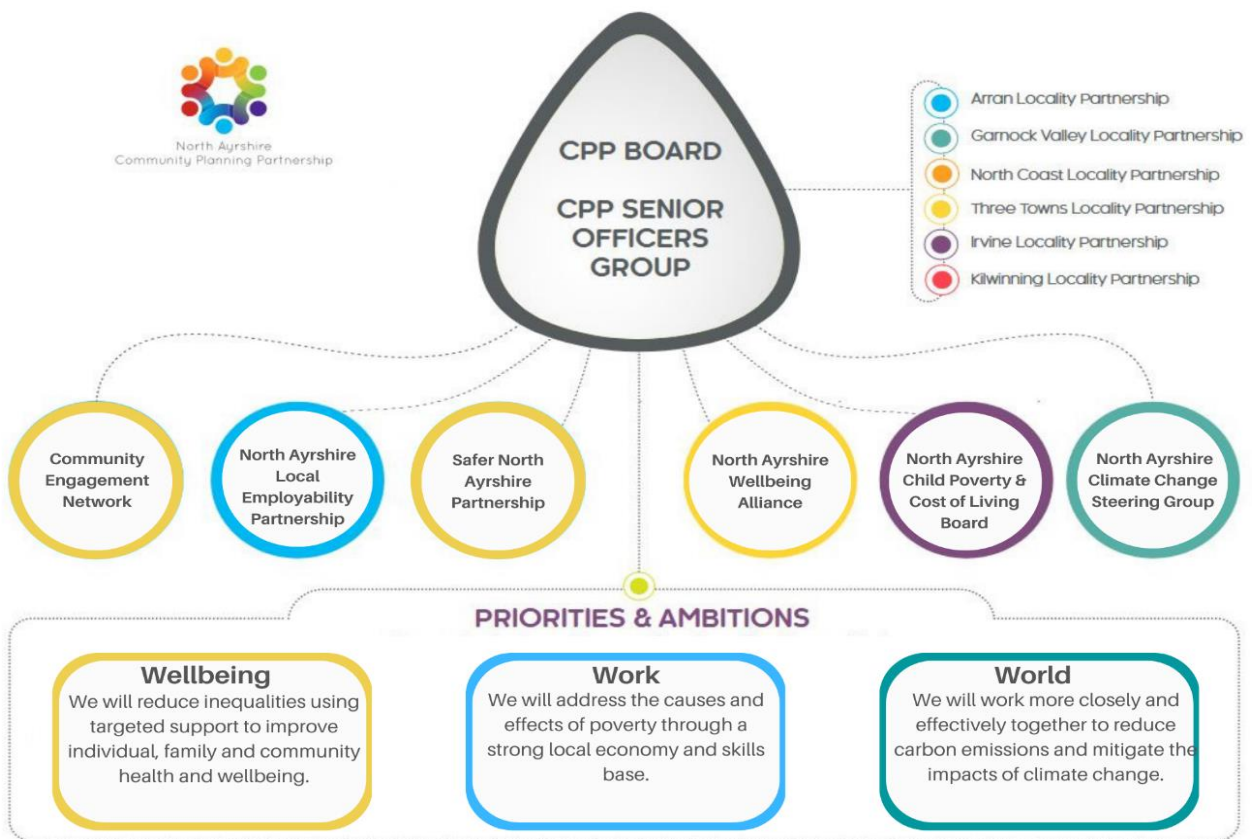 North Ayrshire
Community Planning Partnership
CPP BOARD
CPP SENIOR
OFFICERS
GROUP
Arran Locality Partnership
Garnock Valley Locality Partnership
North Coast Locality Partnership
Three Towns Locality Partnership
Irvine Locality Partnership
Kilwinning Locality Partnership
Community
Engagement
Network
North Ayrshire
Local
Employability
Partnership
Safer North
Ayrshire
Partnership
North Ayrshire
Wellbeing
Alliance
North Ayrshire
Child Poverty &
Cost of Living
Board
North Ayrshire
Climate Change
Steering Group
PRIORITIES & AMBITIONS
Wellbeing
We will reduce inequalities using
targeted support to improve
individual, family and community
health and wellbeing.
Work
We will address the causes and
effects of poverty through a
strong local economy and skills
base.
World
We will work more closely and
effectively together to reduce
carbon emissions and mitigate the
impacts of climate change.